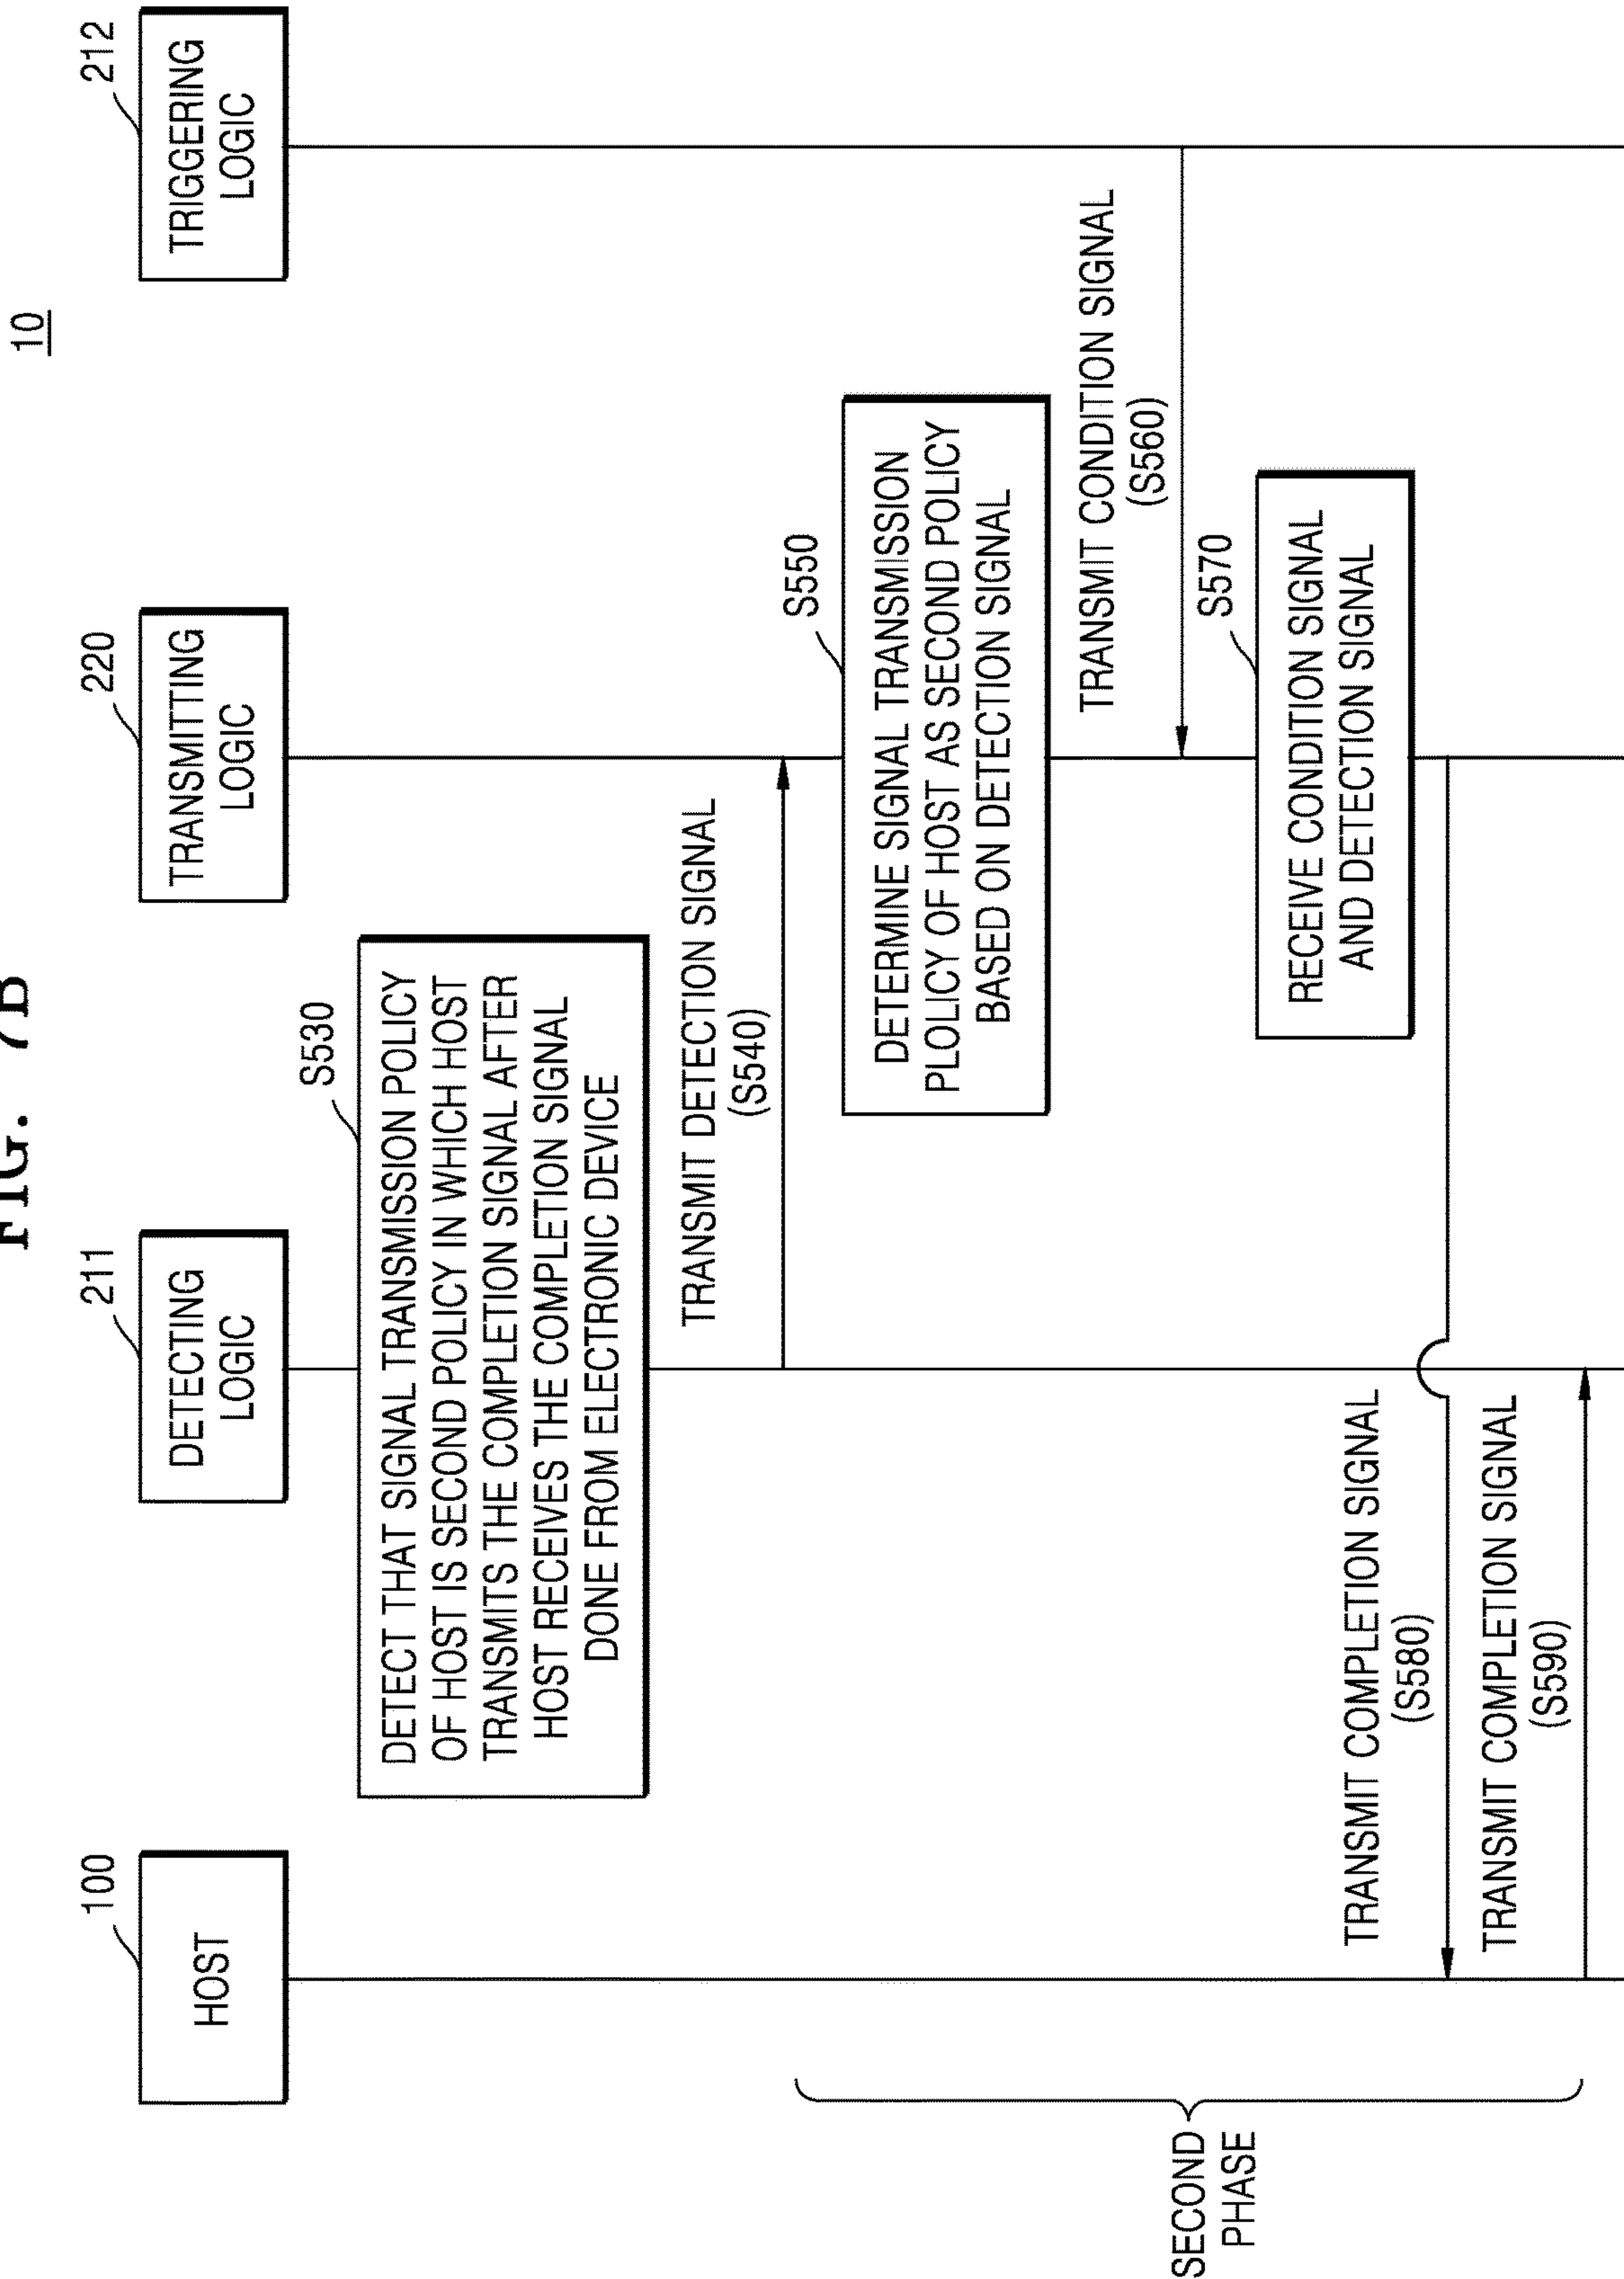 FIG. 7B
10
100
HOST
211
DETECTING
LOGIC
220
TRANSMITTING
LOGIC
212
TRIGGERING
LOGIC
S530
DETECT THAT SIGNAL TRANSMISSION POLICY
OF HOST IS SECOND POLICY IN WHICH HOST
TRANSMITS THE COMPLETION SIGNAL AFTER
HOST RECEIVES THE COMPLETION SIGNAL
DONE FROM ELECTRONIC DEVICE
TRANSMIT DETECTION SIGNAL
(S540)
S550
DETERMINE SIGNAL TRANSMISSION
PLOLICY OF HOST AS SECOND POLICY
BASED ON DETECTION SIGNAL
TRANSMIT CONDITION SIGNAL
(S560)
SECOND
PHASE
S570
RECEIVE CONDITION SIGNAL
AND DETECTION SIGNAL
TRANSMIT COMPLETION SIGNAL
(S580)
TRANSMIT COMPLETION SIGNAL
(S590)